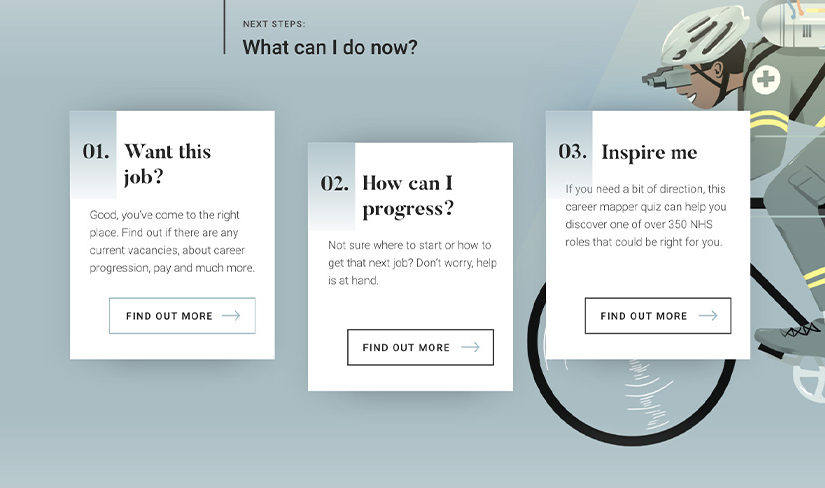 NEXT STEPS:
What can I do now?
01.
Want this
job?
Good, you've come to the right
place. Find out if there are any
current vacancies, about career
progression, pay and much more.
FIND OUT MORE
02.
How can I
progress?
Not sure where to start or how to
get that next job? Don't worry, help
is at hand.
FIND OUT MORE
03.
Inspire me
If you need a bit of direction, this
career mapper quiz can help you
discover one of over 350 NHS
roles that could be right for you.
FIND OUT MORE